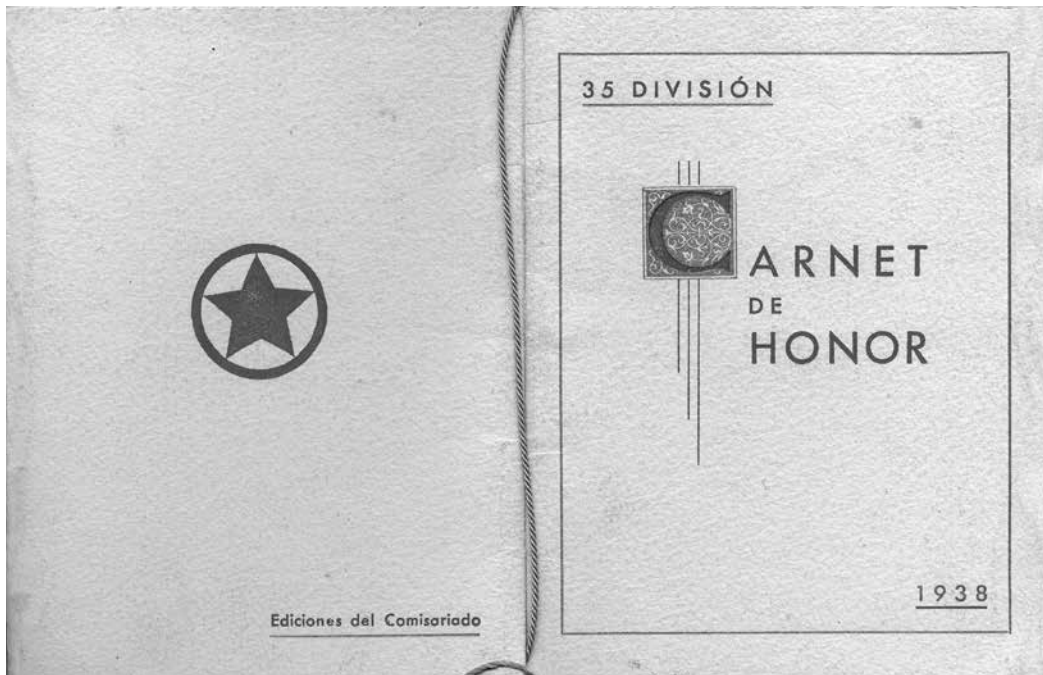 Ediciones del Comisariado
35 DIVISIÓN
CARNET
DE
HONOR
1938